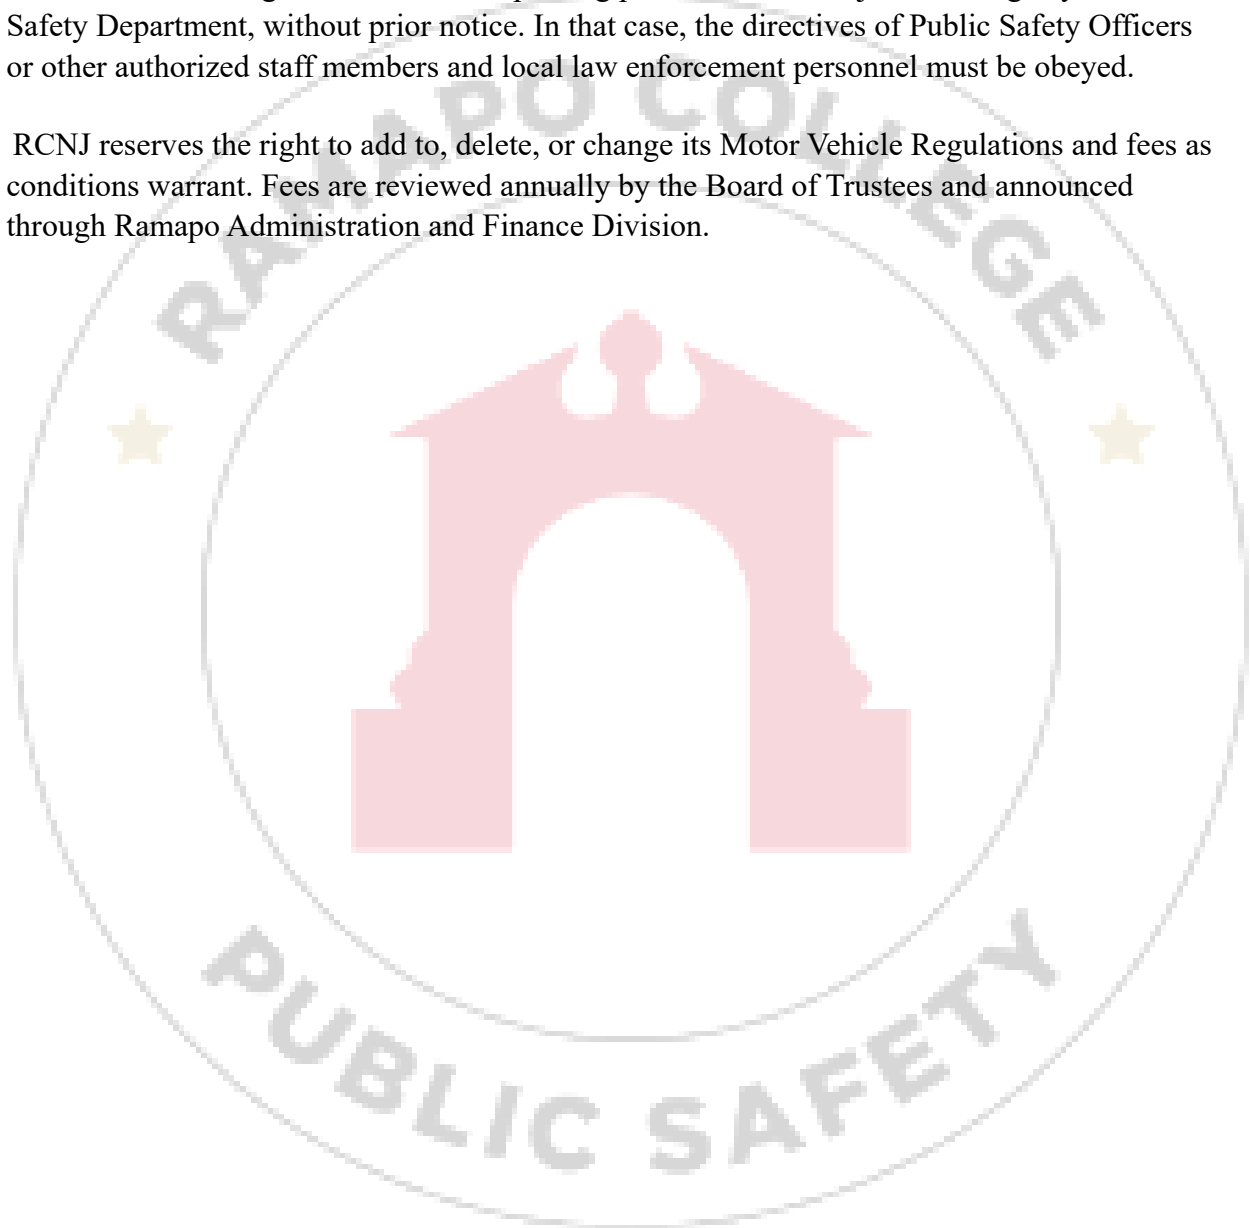 Safety Department, without prior notice. In that case, the directives of Public Safety Officers
or other authorized staff members and local law enforcement personnel must be obeyed.
RCNJ reserves the right to add to, delete, or change its Motor Vehicle Regulations and fees as
conditions warrant. Fees are reviewed annually by the Board of Trustees and announced
through Ramapo Administration and Finance Division.
RAMAPO COLLEGE
PUBLIC SAFETY